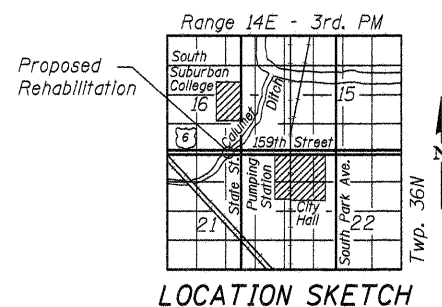 Range 14E - 3rd. PM
Proposed
Rehabilitation
South
Suburban
College
16
15
Calumet
Ditch
6
159th Street
State St.
Pumping
Station
City
Hall
South Park Ave.
21
22
Twp. 36N
N
LOCATION SKETCH